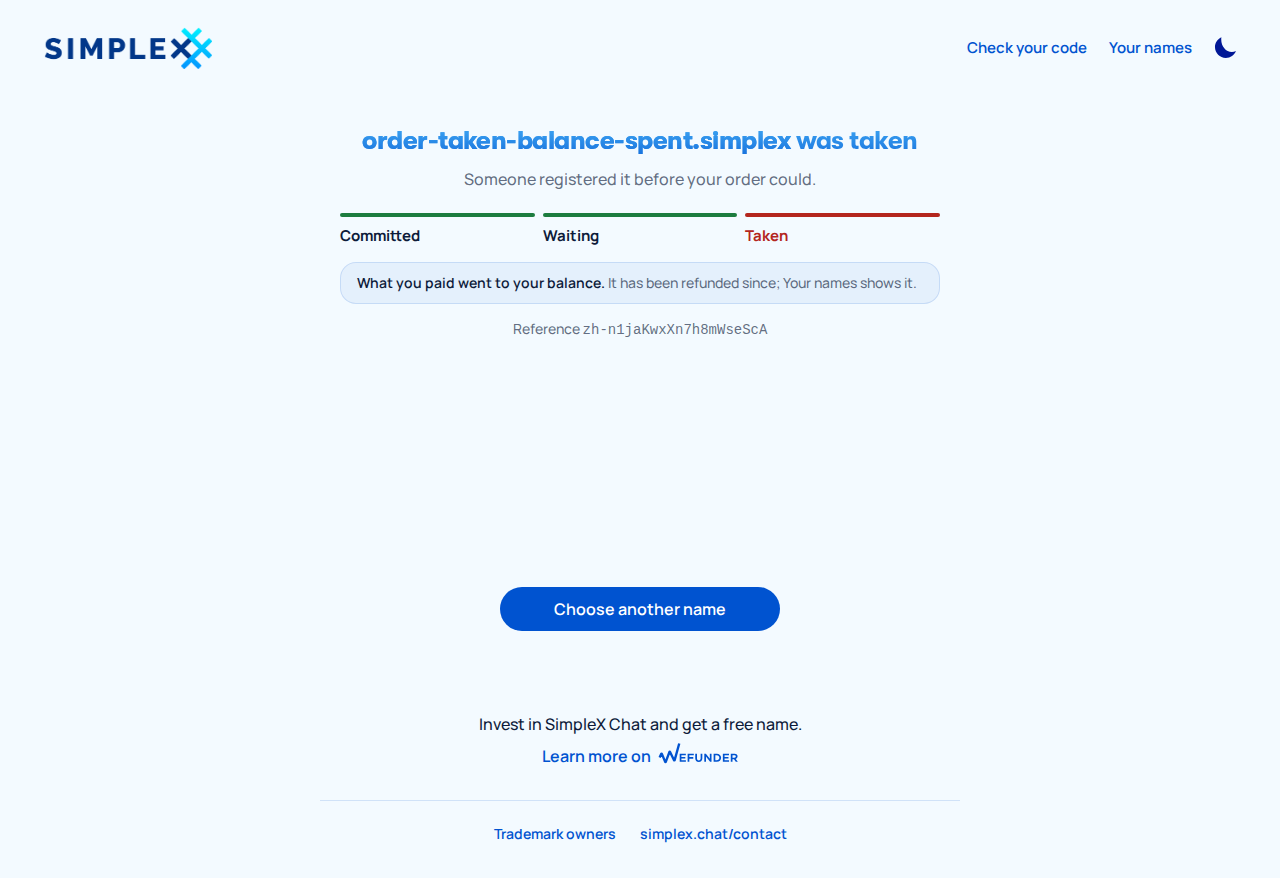 SIMPLEX
Check your code
Your names
order-taken-balance-spent.simplex was taken
Someone registered it before your order could.
Committed
Waiting
Taken
What you paid went to your balance. It has been refunded since; Your names shows it.
Reference zh-n1jaKwxXn7h8mWseScA
Choose another name
Invest in SimpleX Chat and get a free name.
Learn more on WEFUNDER
Trademark owners
simplex.chat/contact